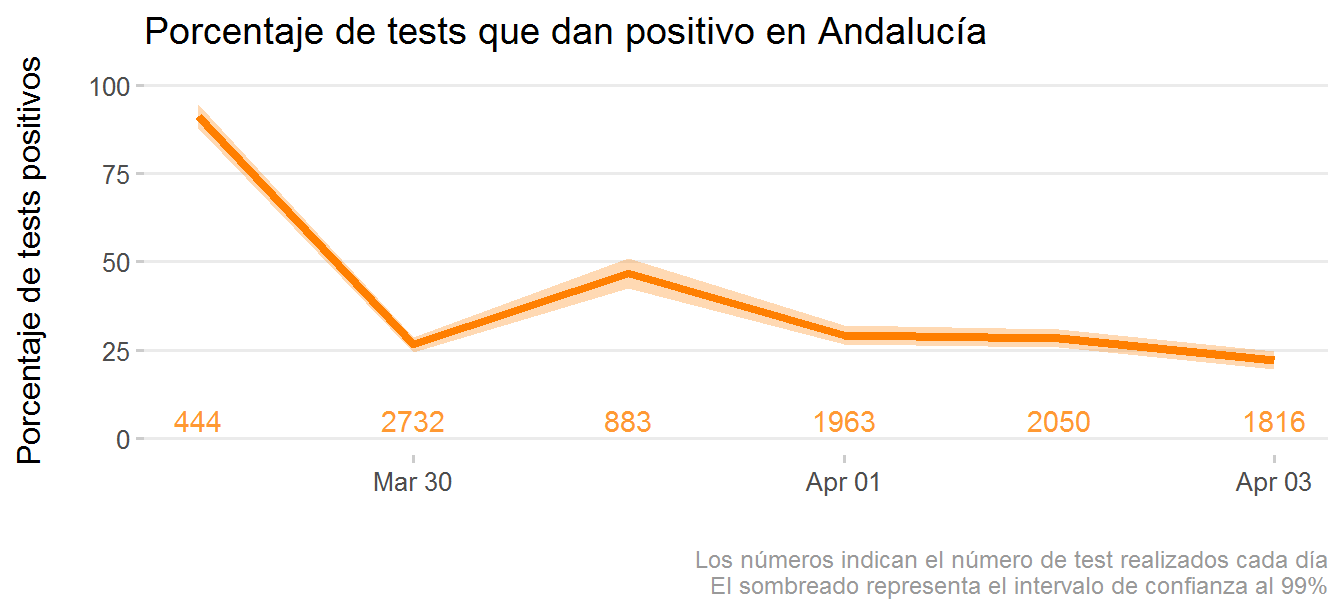 Porcentaje de tests que dan positivo en Andalucía
Porcentaje de tests positivos
100
75
50
25
0
444 2732 883 1963 2050 1816
Mar 30 Apr 01 Apr 03
Los números indican el número de test realizados cada día
El sombreado representa el intervalo de confianza al 99%